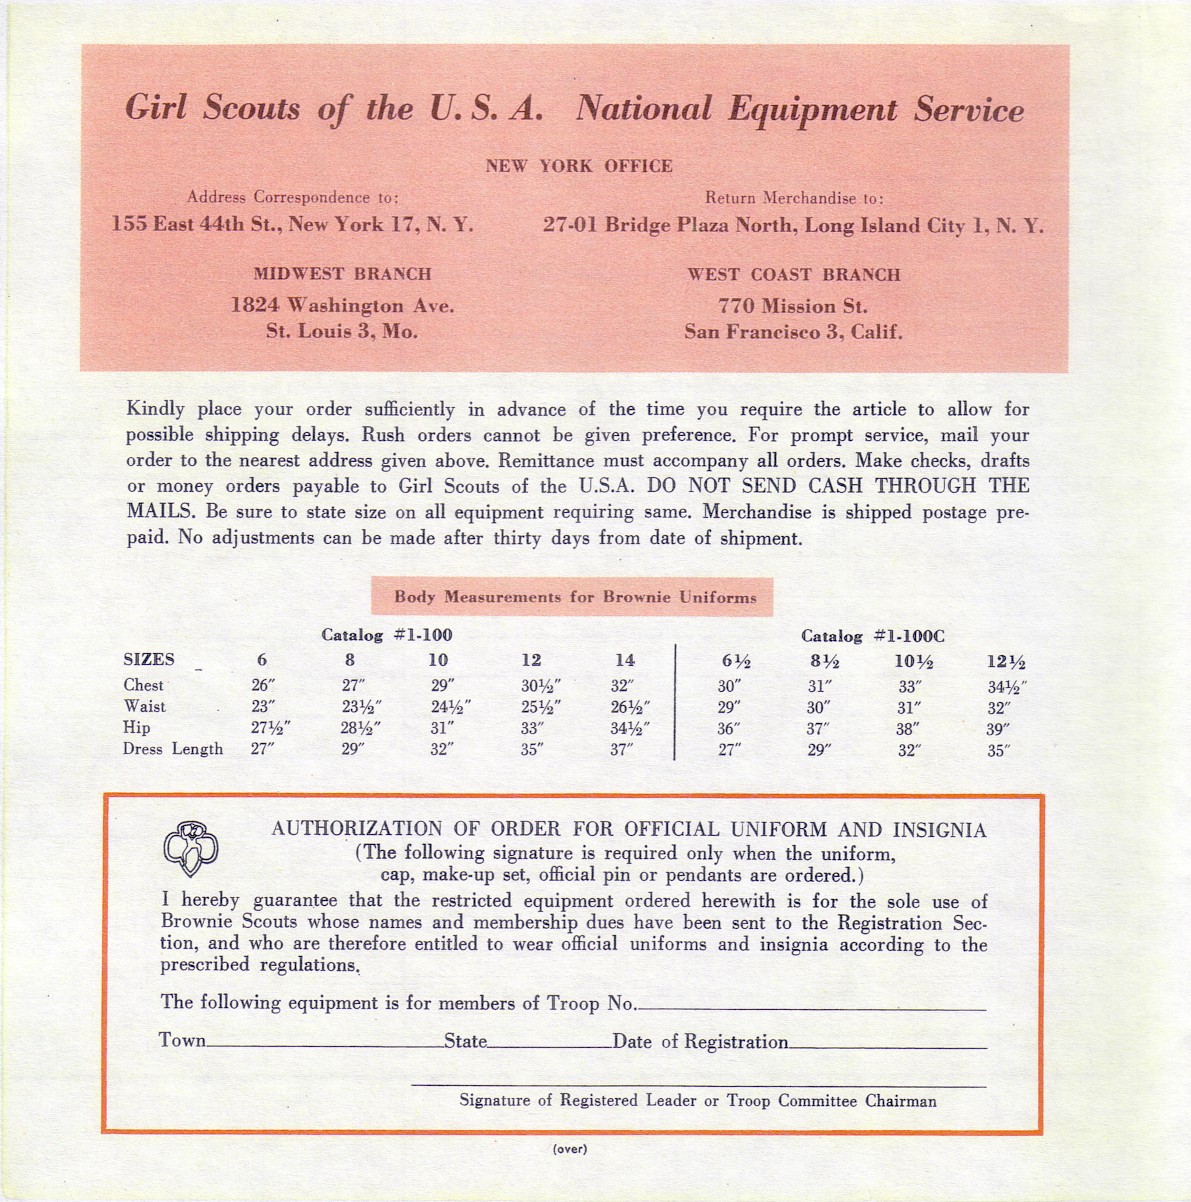 Girl Scouts of the U. S. A. National Equipment Service
NEW YORK OFFICE
Address Correspondence to:
155 East 44th St., New York 17, N. Y.
Return Merchandise to:
27-01 Bridge Plaza North, Long Island City 1, N. Y.
MIDWEST BRANCH
1824 Washington Ave.
St. Louis 3, Mo.
WEST COAST BRANCH
770 Mission St.
San Francisco 3, Calif.
Kindly place your order sufficiently in advance of the time you require the article to allow for
possible shipping delays. Rush orders cannot be given preference. For prompt service, mail your
order to the nearest address given above. Remittance must accompany all orders. Make checks, drafts
or money orders payable to Girl Scouts of the U.S.A. DO NOT SEND CASH THROUGH THE
MAILS. Be sure to state size on all equipment requiring same. Merchandise is shipped postage pre-
paid. No adjustments can be made after thirty days from date of shipment.
Body Measurements for Brownie Uniforms
Catalog #1-100 Catalog #1-100C
SIZES 6 8 10 12 14 6½ 8½ 10½ 12½
Chest 26″ 27″ 29″ 30½″ 32″ 30″ 31″ 33″ 34½″
Waist 23″ 23½″ 24½″ 25½″ 26½″ 29″ 30″ 31″ 32″
Hip 27½″ 28½″ 31″ 33″ 34½″ 36″ 37″ 38″ 39″
Dress Length 27″ 29″ 32″ 35″ 37″ 27″ 29″ 32″ 35″
AUTHORIZATION OF ORDER FOR OFFICIAL UNIFORM AND INSIGNIA
(The following signature is required only when the uniform,
cap, make-up set, official pin or pendants are ordered.)
I hereby guarantee that the restricted equipment ordered herewith is for the sole use of
Brownie Scouts whose names and membership dues have been sent to the Registration Sec-
tion, and who are therefore entitled to wear official uniforms and insignia according to the
prescribed regulations.
The following equipment is for members of Troop No.
Town State Date of Registration
Signature of Registered Leader or Troop Committee Chairman
(over)